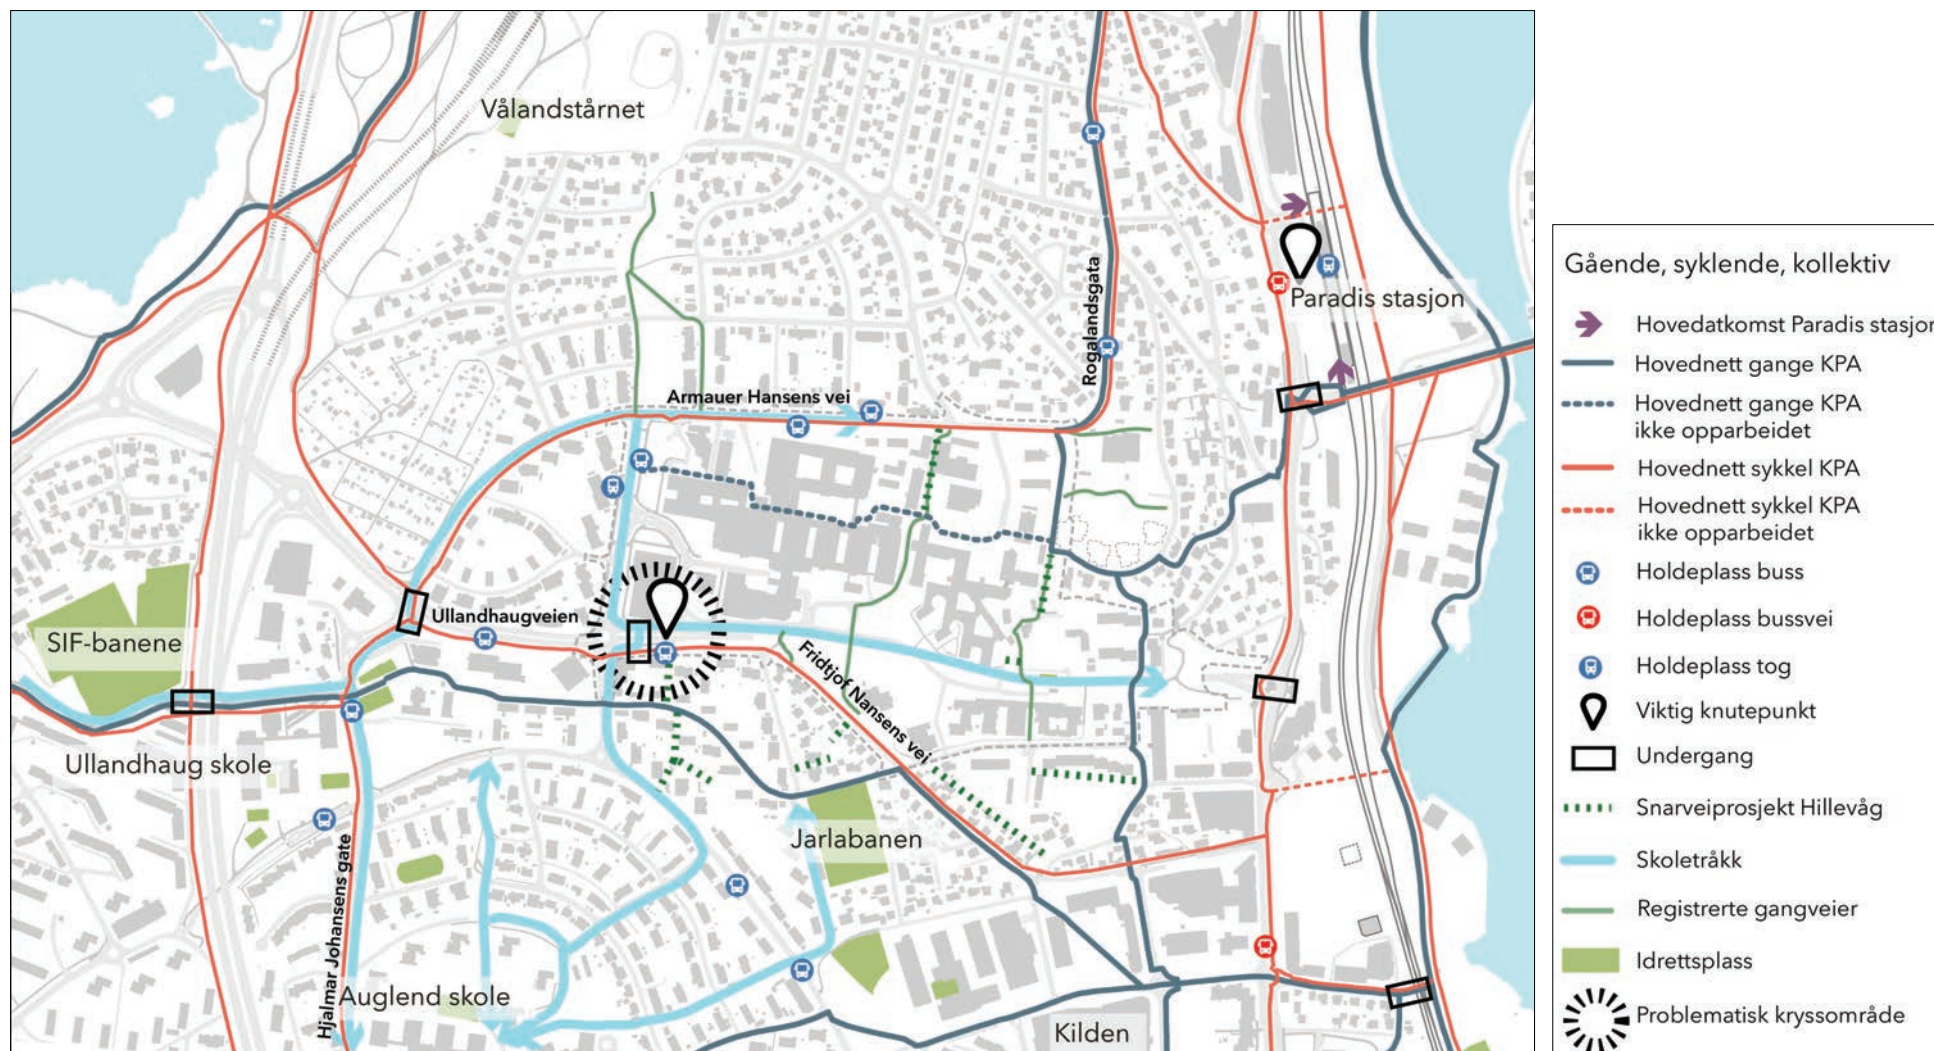 Vålandstårnet
Rogalandsgata
Paradis stasjon
Armauer Hansens vei
Ullandhaugveien
SIF-banene
Fridtjof Nansens vei
Ullandhaug skole
Jarlabanen
Hjalmar Johansens gate
Auglend skole
Kilden
Gående, syklende, kollektiv
Hovedatkomst Paradis stasjon
Hovednett gange KPA
Hovednett gange KPA
ikke opparbeidet
Hovednett sykkel KPA
Hovednett sykkel KPA
ikke opparbeidet
Holdeplass buss
Holdeplass bussvei
Holdeplass tog
Viktig knutepunkt
Undergang
Snarveiprosjekt Hillevåg
Skoletråkk
Registrerte gangveier
Idrettsplass
Problematisk kryssområde